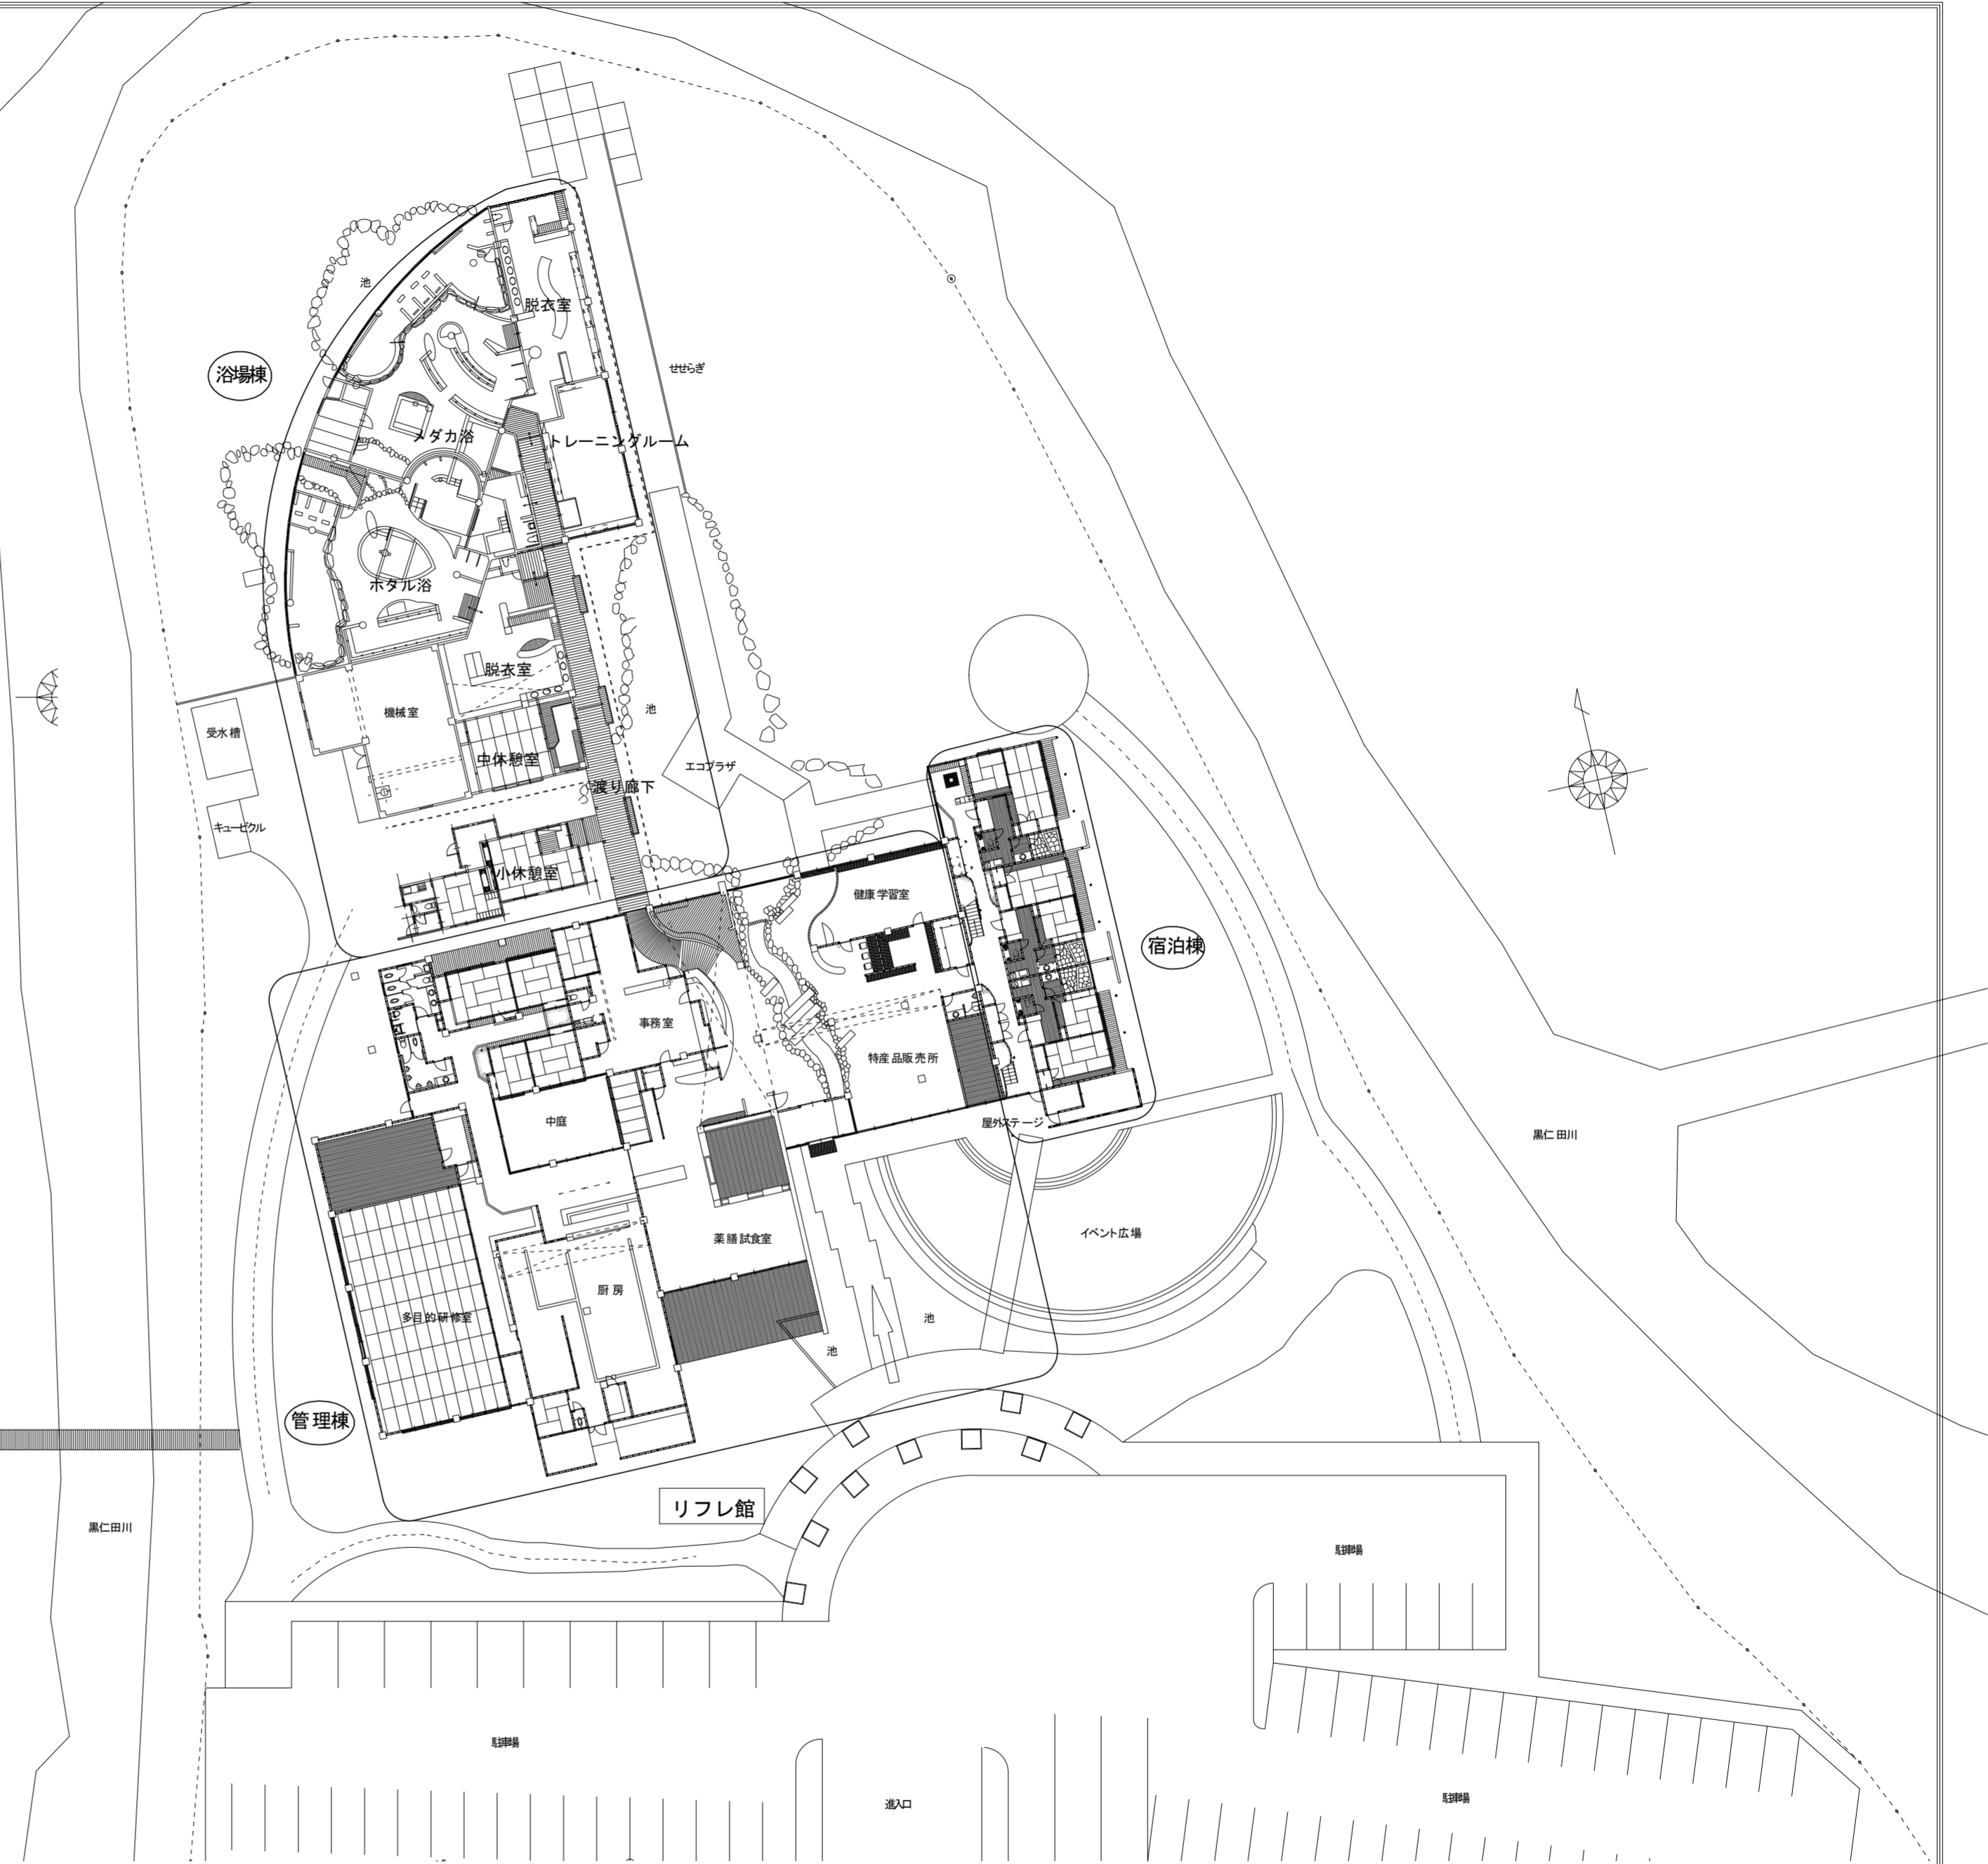 池
脱衣室
せせらぎ
浴場棟
メダカ浴
トレーニングルーム
ホタル浴
脱衣室
池
機械室
受水槽
中休憩室
エコプラザ
渡り廊下
キュービクル
小休憩室
健康学習室
宿泊棟
事務室
特産品販売所
中庭
屋外ステージ
黒仁田川
イベント広場
薬膳試食室
厨房
多目的研修室
池
池
管理棟
リフレ館
黒仁田川
駐車場
駐車場
進入口
駐車場